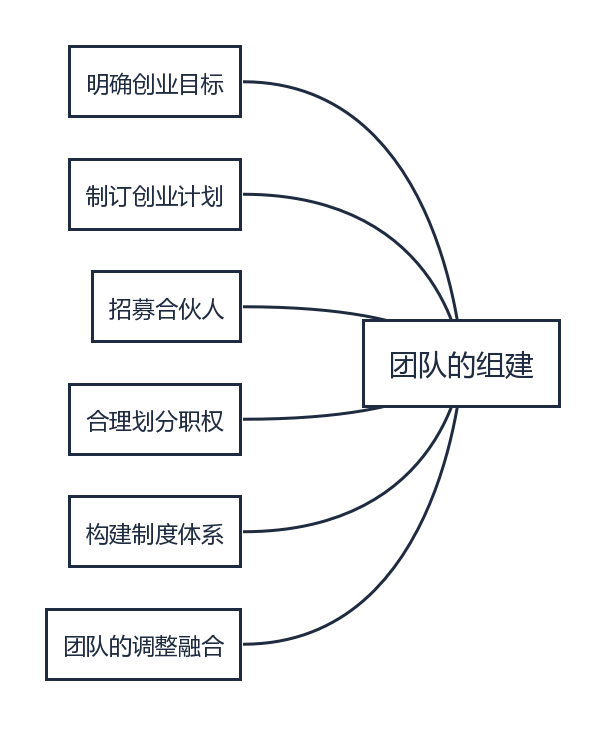 明确创业目标
制订创业计划
招募合伙人
团队的组建
合理划分职权
构建制度体系
团队的调整融合